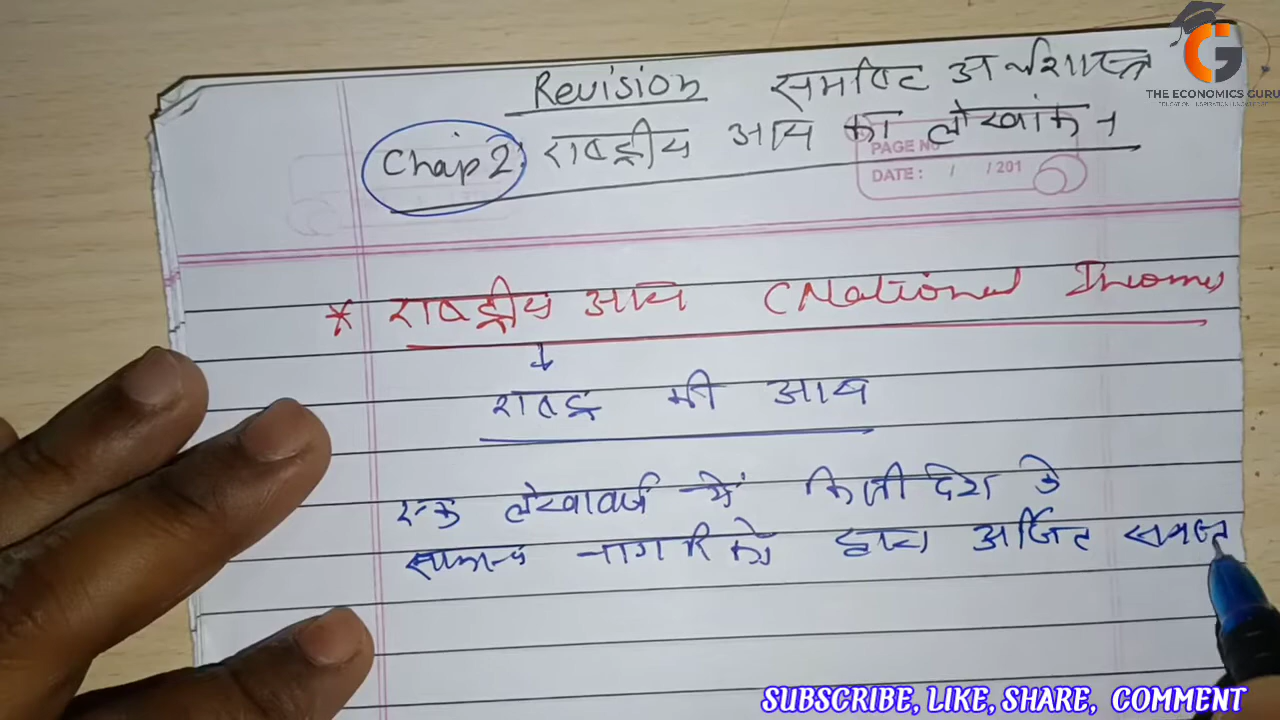 Revision समष्टि अर्थशास्त्र
Chap 2: राष्ट्रीय आय का लेखांकन
PAGE NO
DATE : / / 201
* राष्ट्रीय आय (National Income)
↓
राष्ट्र की आय
एक लेखावर्ष में किसी देश के
सामान्य नागरिकों द्वारा अर्जित समस्त
THE ECONOMICS GURU
SUBSCRIBE, LIKE, SHARE, COMMENT